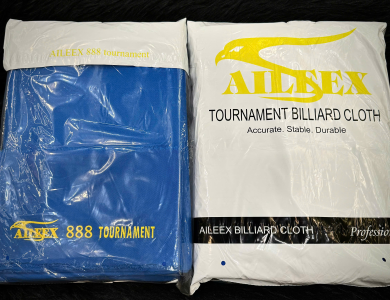 AILEEX 888 tournament
AILEEX 888 TOURNAMENT
AILEEX
TOURNAMENT BILLIARD CLOTH
Accurate. Stable. Durable
AILEEX BILLIARD CLOTH
Professio